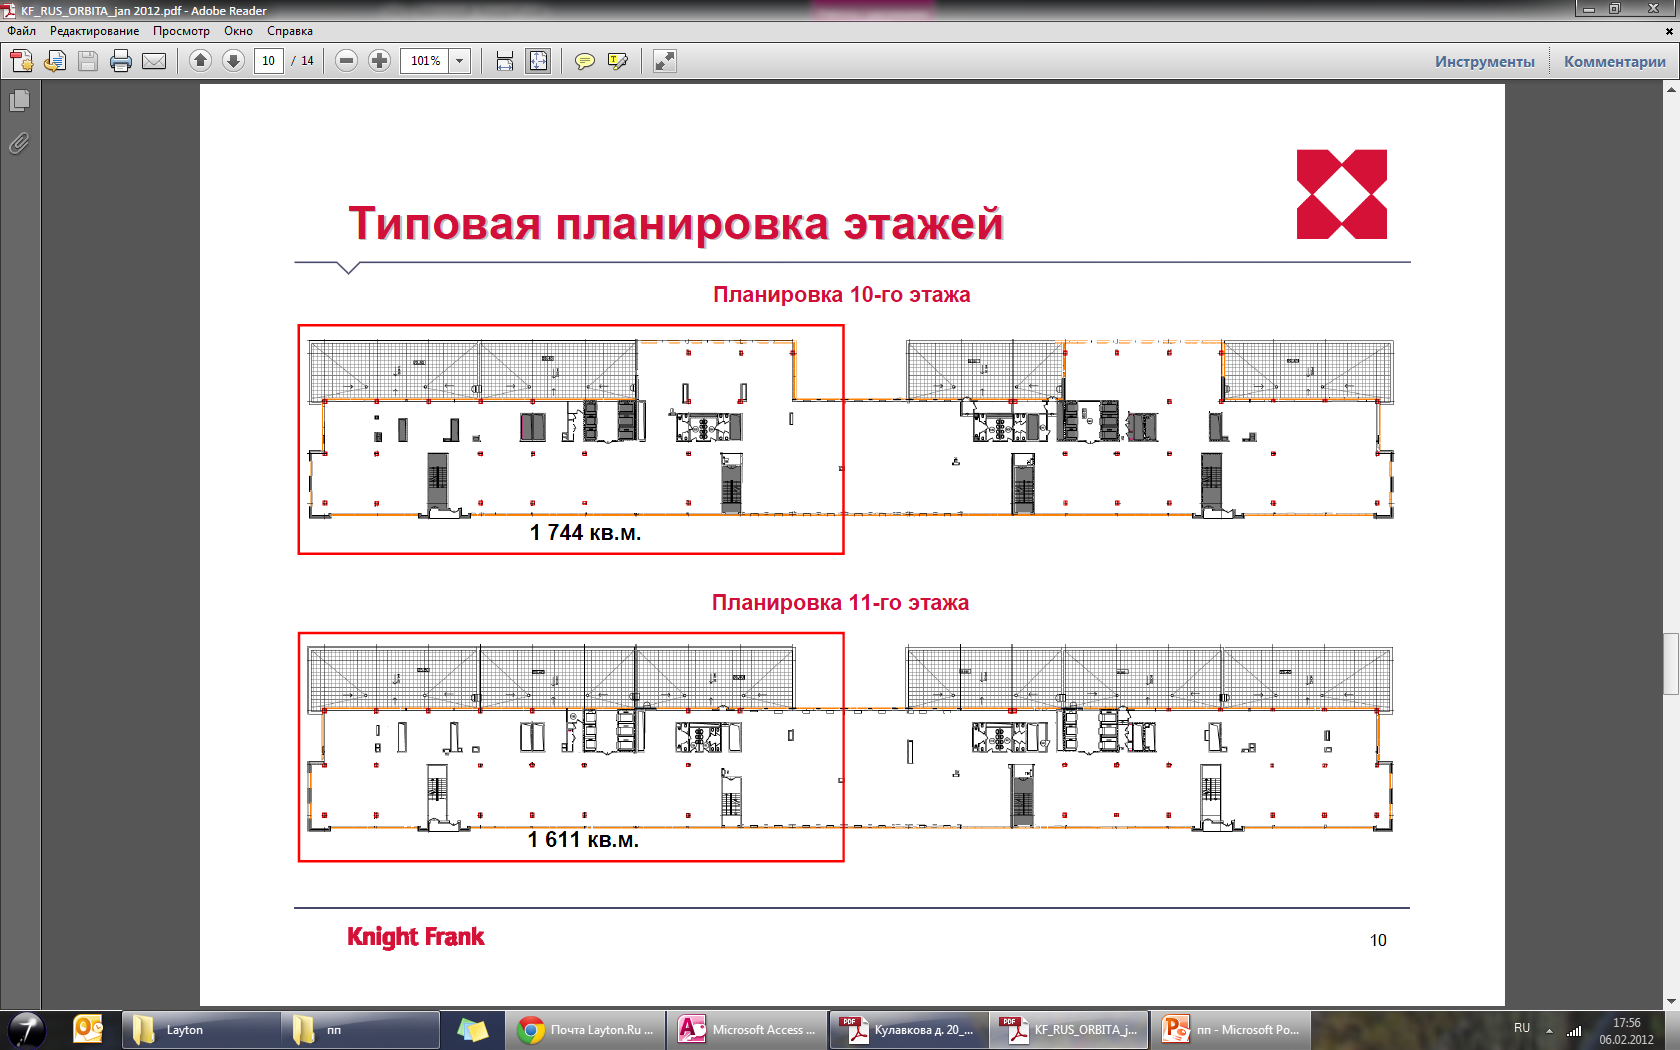 KF_RUS_ORBITA_jan 2012.pdf - Adobe Reader
Файл Редактирование Просмотр Окно Справка
10 / 14 101% Инструменты Комментарии
Типовая планировка этажей
Планировка 10-го этажа
1 744 кв.м.
Планировка 11-го этажа
1 611 кв.м.
Knight Frank
10
Layton пп Почта Layton.Ru ... Microsoft Access ... Кулавкова д. 20_... KF_RUS_ORBITA_j... пп - Microsoft Po... RU 17:56
06.02.2012